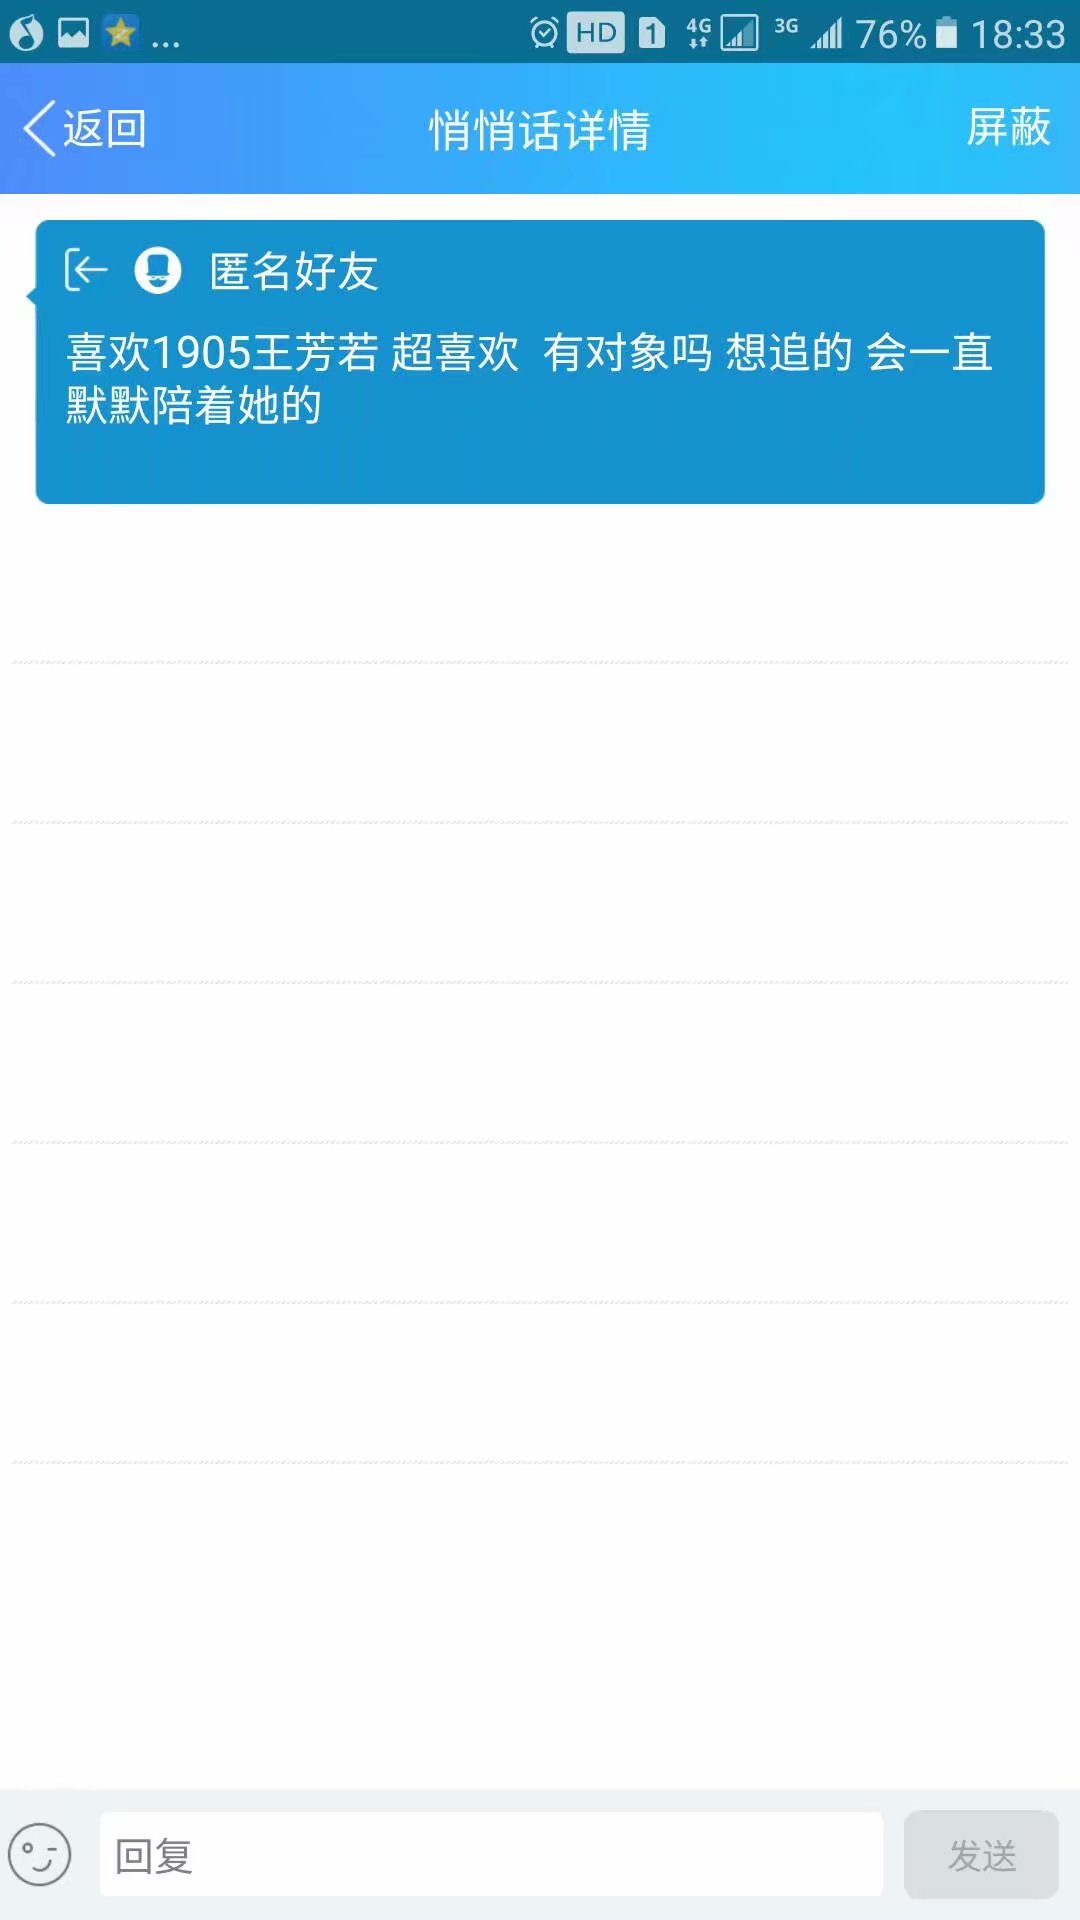 ... HD 1 4G 3G 76% 18:33
返回 悄悄话详情 屏蔽
匿名好友
喜欢1905王芳若 超喜欢  有对象吗 想追的 会一直
默默陪着她的
回复 发送